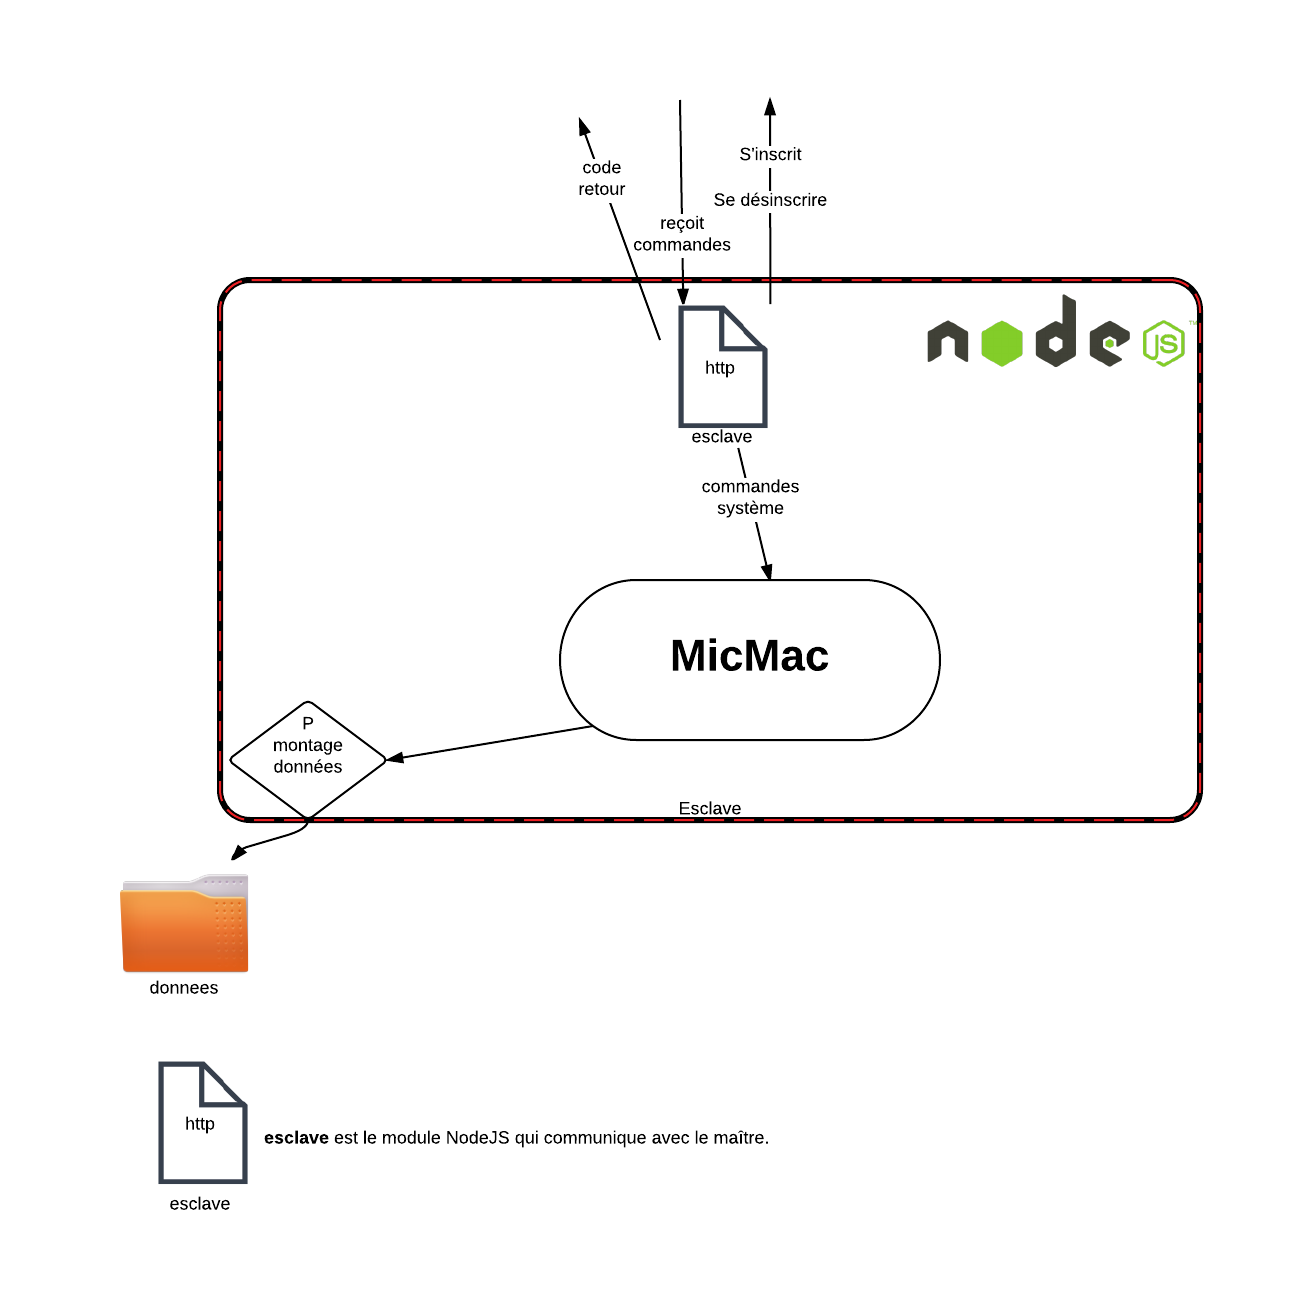 S'inscrit
code
retour
Se désinscrire
reçoit
commandes
node
JS
TM
http
esclave
commandes
système
MicMac
P
montage
données
Esclave
donnees
http
esclave est le module NodeJS qui communique avec le maître.
esclave